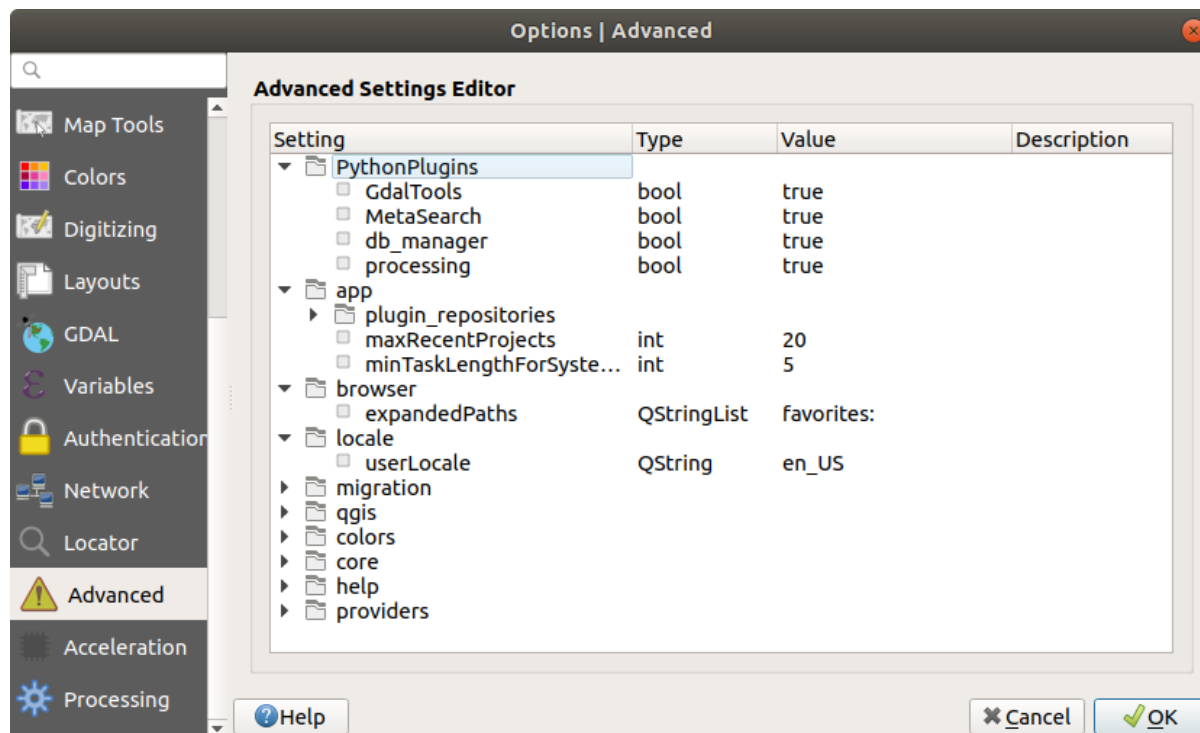 Options | Advanced
Map Tools
Colors
Digitizing
Layouts
GDAL
Variables
Authentication
Network
Locator
Advanced
Acceleration
Processing
Advanced Settings Editor
Setting Type Value Description
PythonPlugins
GdalTools bool true
MetaSearch bool true
db_manager bool true
processing bool true
app
plugin_repositories
maxRecentProjects int 20
minTaskLengthForSyste... int 5
browser
expandedPaths QStringList favorites:
locale
userLocale QString en_US
migration
qgis
colors
core
help
providers
Help Cancel OK